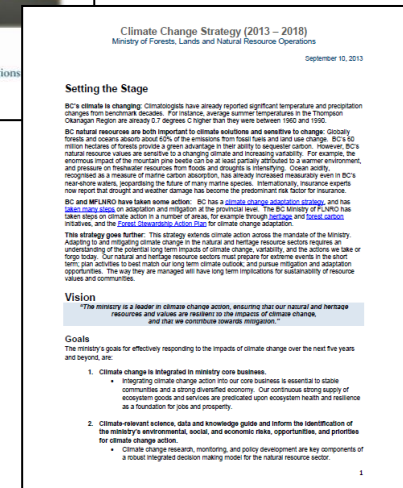 ions
Climate Change Strategy (2013 – 2018)
Ministry of Forests, Lands and Natural Resource Operations
September 10, 2013
Setting the Stage
BC's climate is changing: Climatologists have already reported significant temperature and precipitation
changes from benchmark decades. For instance, average summer temperatures in the Thompson
Okanagan Region are already 0.7 degrees C higher than they were between 1960 and 1990.
BC natural resources are both important to climate solutions and sensitive to change: Globally
forests and oceans absorb about 60% of the emissions from fossil fuels and land use change. BC's 60
million hectares of forests provide a green advantage in their ability to sequester carbon. However, BC's
natural resource values are sensitive to a changing climate and increasing variability. For example, the
enormous impact of the mountain pine beetle can be at least partially attributed to a warmer environment,
and pressure on freshwater resources from floods and droughts is intensifying. Ocean acidity,
recognised as a measure of marine carbon absorption, has already increased measurably even in BC's
near-shore waters, jeopardising the future of many marine species. Internationally, insurance experts
now report that drought and weather damage has become the predominant risk factor for insurance.
BC and MFLNRO have taken some action: BC has a climate change adaptation strategy, and has
taken many steps on adaptation and mitigation at the provincial level. The BC Ministry of FLNRO has
taken steps on climate action in a number of areas, for example through heritage and forest carbon
initiatives, and the Forest Stewardship Action Plan for climate change adaptation.
This strategy goes further: This strategy extends climate action across the mandate of the Ministry.
Adapting to and mitigating climate change in the natural and heritage resource sectors requires an
understanding of the potential long term impacts of climate change, variability, and the actions we take or
forgo today. Our natural and heritage resource sectors must prepare for extreme events in the short
term; plan activities to best match our long term climate outlook; and pursue mitigation and adaptation
opportunities. The way they are managed will have long term implications for sustainability of resource
values and communities.
Vision
"The ministry is a leader in climate change action, ensuring that our natural and heritage
resources and values are resilient to the impacts of climate change,
and that we contribute towards mitigation."
Goals
The ministry's goals for effectively responding to the impacts of climate change over the next five years
and beyond, are:
1. Climate change is integrated in ministry core business.
• Integrating climate change action into our core business is essential to stable
communities and a strong diversified economy. Our continuous strong supply of
ecosystem goods and services are predicated upon ecosystem health and resilience
as a foundation for jobs and prosperity.
2. Climate-relevant science, data and knowledge guide and inform the identification of
the ministry's environmental, social, and economic risks, opportunities, and priorities
for climate change action.
• Climate change research, monitoring, and policy development are key components of
a robust integrated decision making model for the natural resource sector.
1